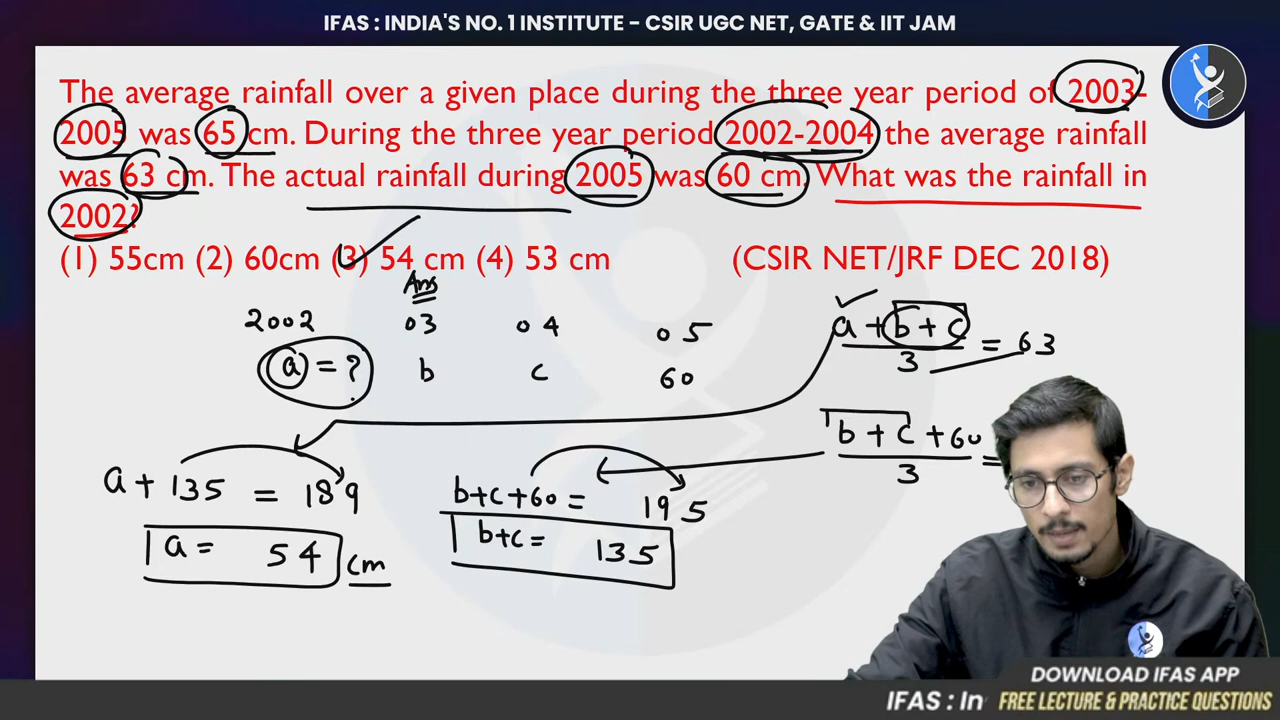 IFAS : INDIA'S NO. 1 INSTITUTE – CSIR UGC NET, GATE & IIT JAM
The average rainfall over a given place during the three year period of 2003-
2005 was 65 cm. During the three year period 2002-2004 the average rainfall
was 63 cm. The actual rainfall during 2005 was 60 cm. What was the rainfall in
2002?
(1) 55cm (2) 60cm (3) 54 cm (4) 53 cm (CSIR NET/JRF DEC 2018)
Ans
2002 03 04 05
a = ? b c 60
a + b + c
3
= 63
b + c + 60
3
=
a + 135 = 189
a = 54 cm
b+c+60 = 195
b+c = 135
DOWNLOAD IFAS APP
IFAS : In FREE LECTURE & PRACTICE QUESTIONS